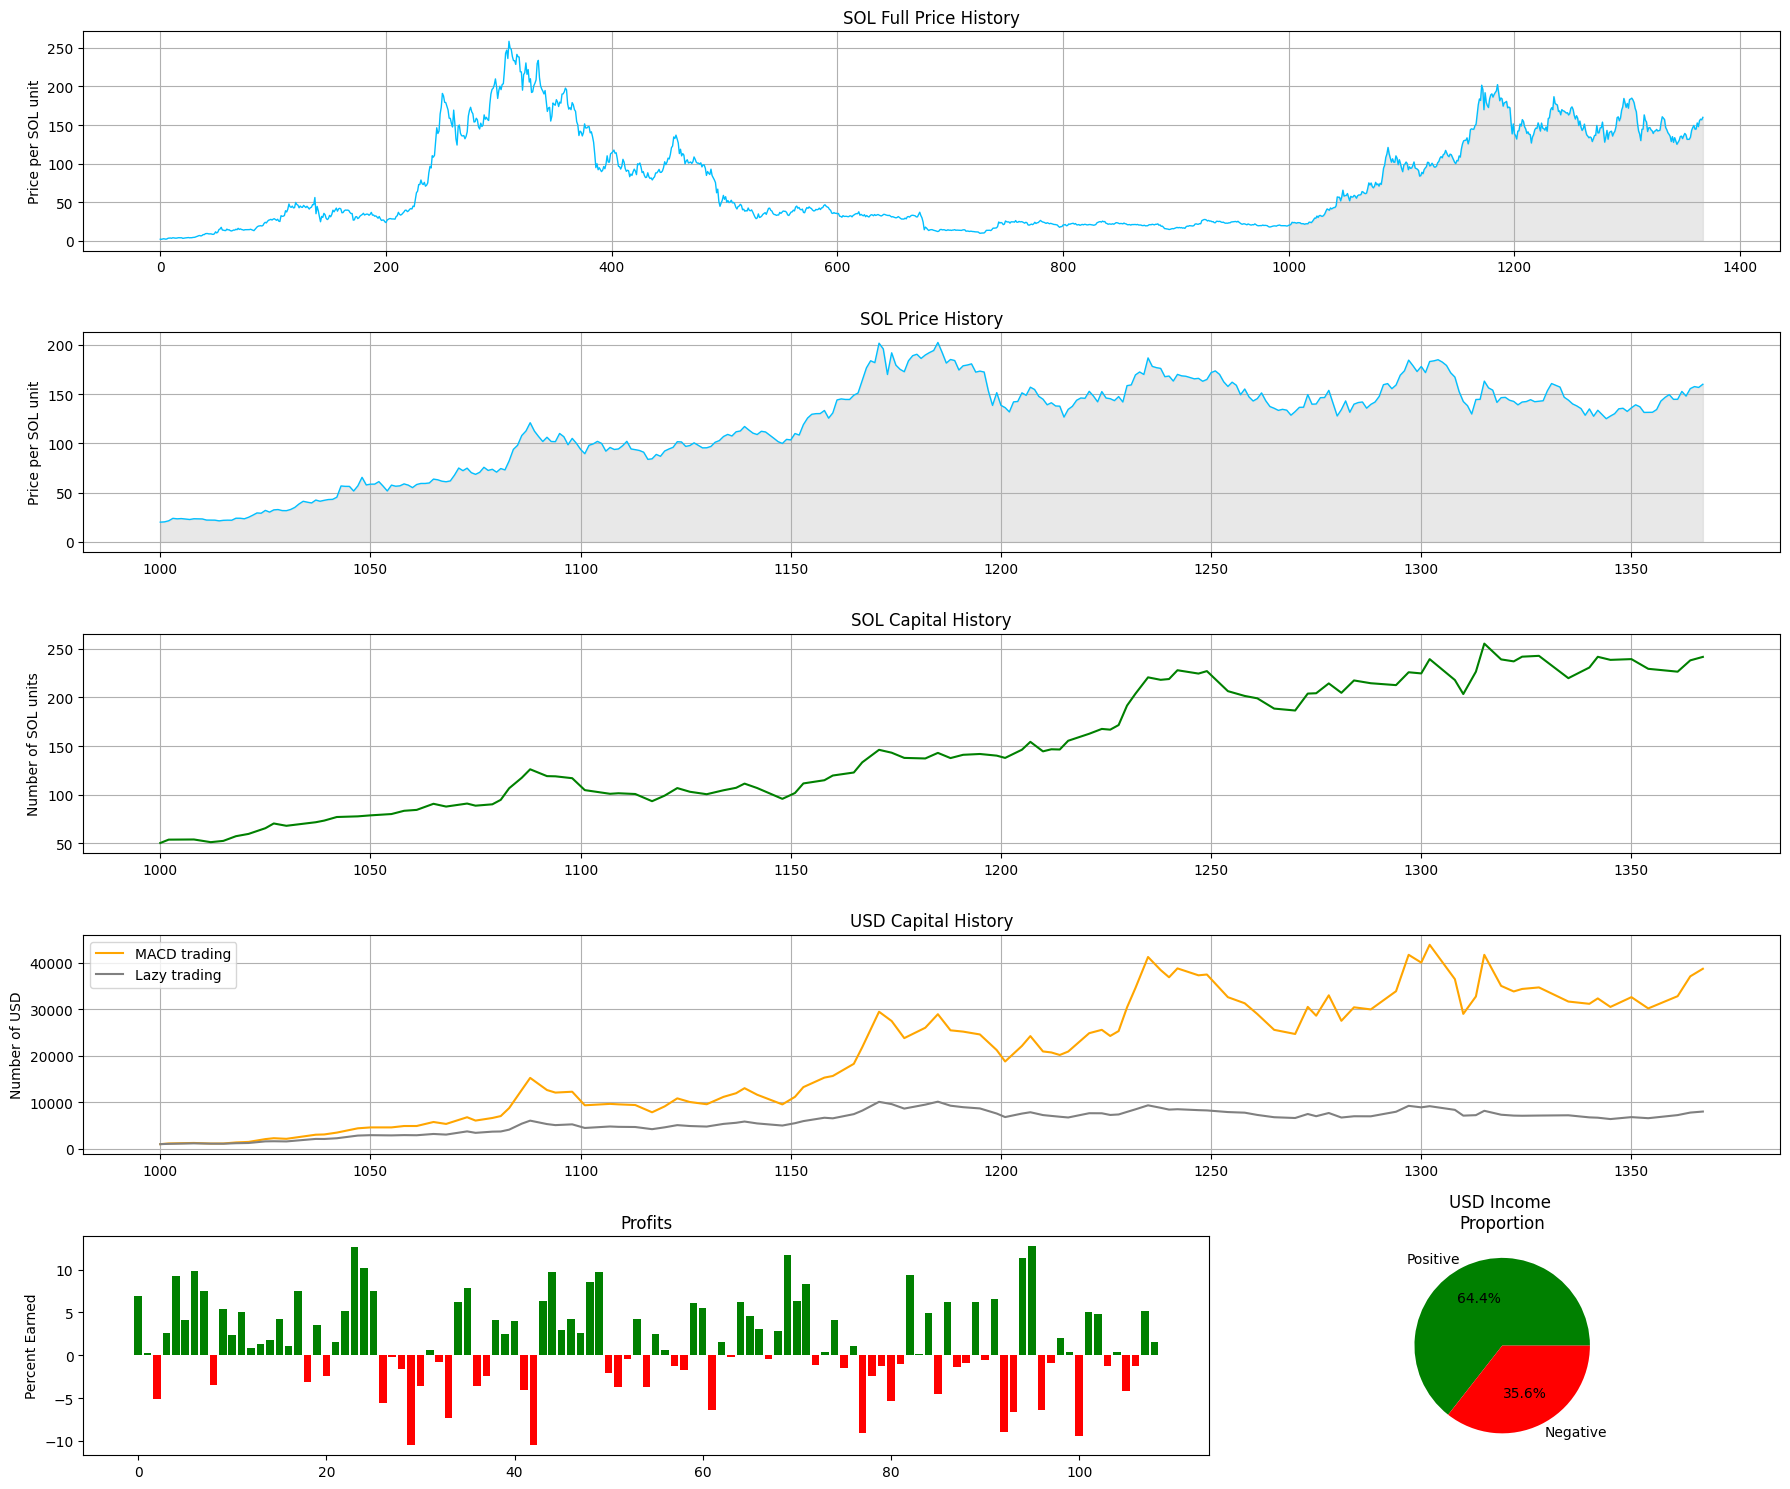 SOL Full Price History
Price per SOL unit
250
200
150
100
50
0
0 200 400 600 800 1000 1200 1400
SOL Price History
Price per SOL unit
200
150
100
50
0
1000 1050 1100 1150 1200 1250 1300 1350
SOL Capital History
Number of SOL units
250
200
150
100
50
1000 1050 1100 1150 1200 1250 1300 1350
USD Capital History
Number of USD
MACD trading
Lazy trading
40000
30000
20000
10000
0
1000 1050 1100 1150 1200 1250 1300 1350
Profits
Percent Earned
10
5
0
−5
−10
0 20 40 60 80 100
USD Income
Proportion
Positive
64.4%
35.6%
Negative